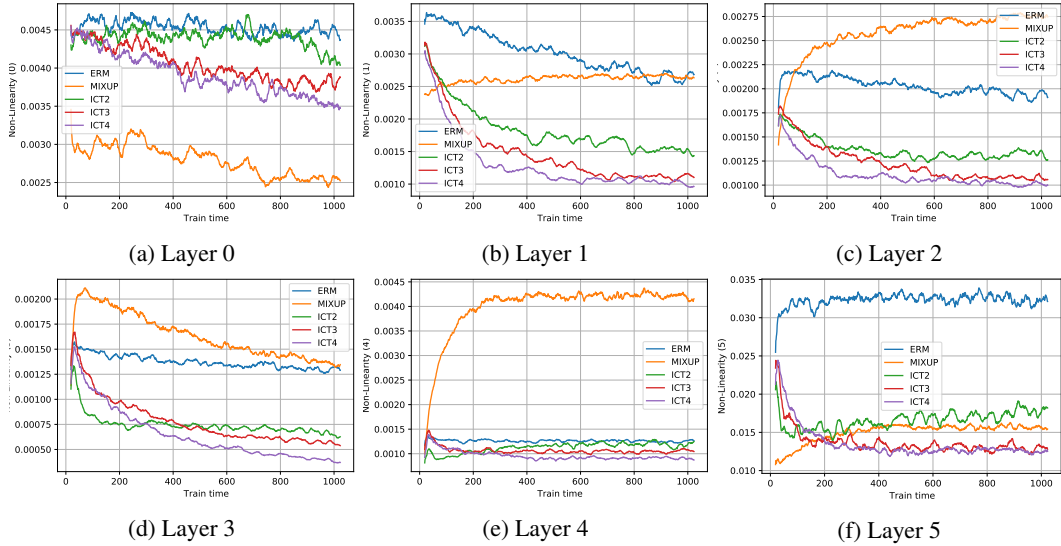 0.0045
0.0040
0.0035
0.0030
0.0025
Non-Linearity (0)
ERM
MIXUP
ICT2
ICT3
ICT4
0 200 400 600 800 1000
Train time
(a) Layer 0
0.0035
0.0030
0.0025
0.0020
0.0015
0.0010
Non-Linearity (1)
ERM
MIXUP
ICT2
ICT3
ICT4
0 200 400 600 800 1000
Train time
(b) Layer 1
0.00275
0.00250
0.00225
0.00200
0.00175
0.00150
0.00125
0.00100
ERM
MIXUP
ICT2
ICT3
ICT4
0 200 400 600 800 1000
Train time
(c) Layer 2
0.00200
0.00175
0.00150
0.00125
0.00100
0.00075
0.00050
ERM
MIXUP
ICT2
ICT3
ICT4
0 200 400 600 800 1000
Train time
(d) Layer 3
0.0045
0.0040
0.0035
0.0030
0.0025
0.0020
0.0015
0.0010
Non-Linearity (4)
ERM
MIXUP
ICT2
ICT3
ICT4
0 200 400 600 800 1000
Train time
(e) Layer 4
0.035
0.030
0.025
0.020
0.015
0.010
Non-Linearity (5)
ERM
MIXUP
ICT2
ICT3
ICT4
0 200 400 600 800 1000
Train time
(f) Layer 5